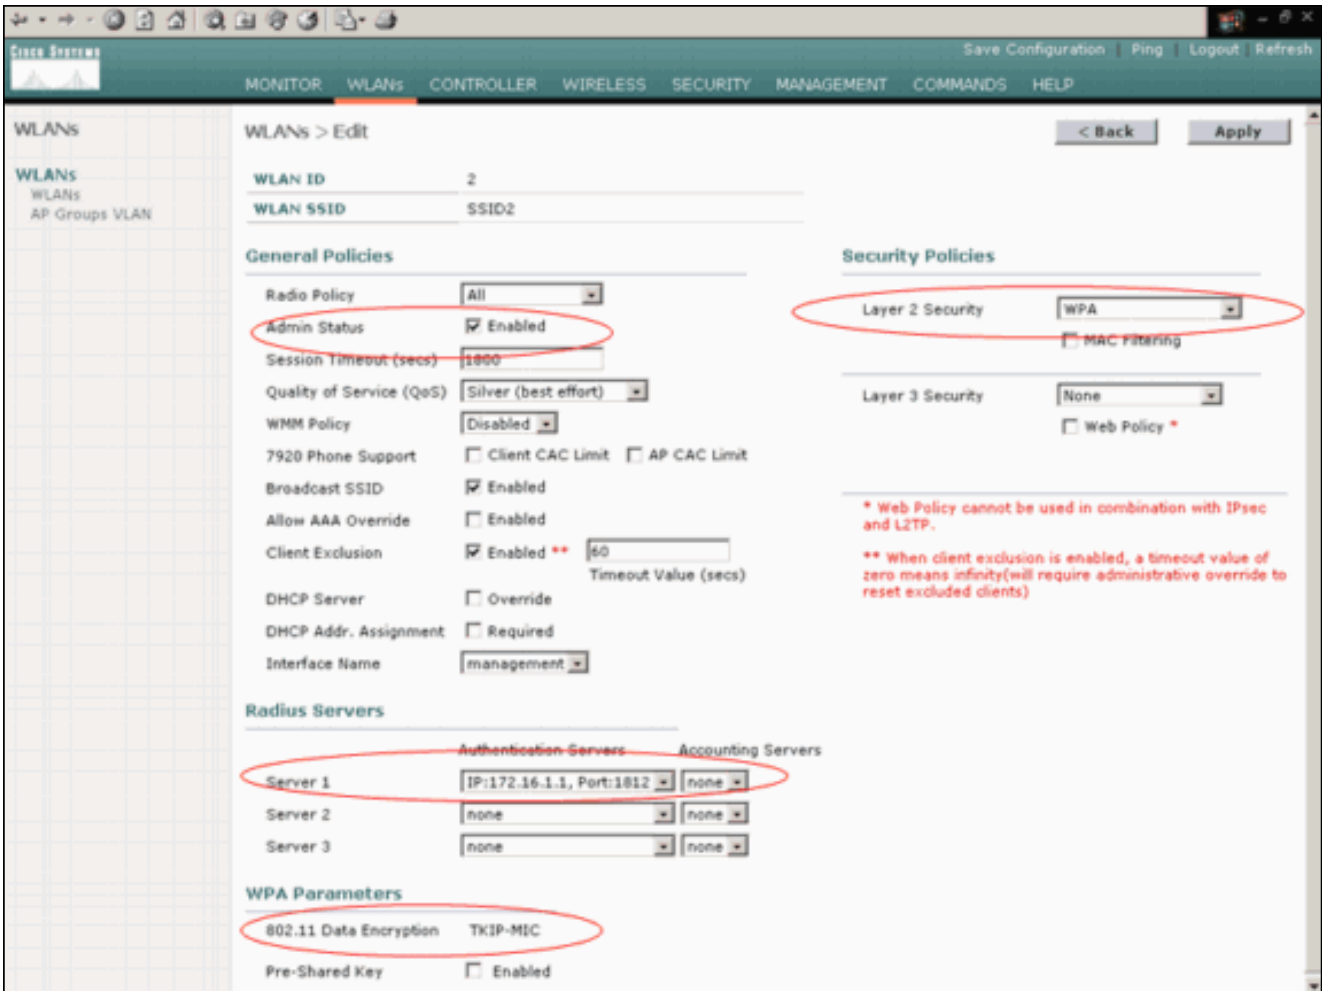 Save Configuration | Ping | Logout | Refresh
CISCO SYSTEMS
MONITOR WLANs CONTROLLER WIRELESS SECURITY MANAGEMENT COMMANDS HELP
WLANs
WLANs
WLANs
AP Groups VLAN
WLANs > Edit
< Back Apply
WLAN ID 2
WLAN SSID SSID2
General Policies
Radio Policy All
Admin Status Enabled
Session Timeout (secs) 1800
Quality of Service (QoS) Silver (best effort)
WMM Policy Disabled
7920 Phone Support Client CAC Limit AP CAC Limit
Broadcast SSID Enabled
Allow AAA Override Enabled
Client Exclusion Enabled ** 60
Timeout Value (secs)
DHCP Server Override
DHCP Addr. Assignment Required
Interface Name management
Security Policies
Layer 2 Security WPA
MAC Filtering
Layer 3 Security None
Web Policy *
* Web Policy cannot be used in combination with IPsec
and L2TP.
** When client exclusion is enabled, a timeout value of
zero means infinity(will require administrative override to
reset excluded clients)
Radius Servers
Authentication Servers Accounting Servers
Server 1 IP:172.16.1.1, Port:1812 none
Server 2 none none
Server 3 none none
WPA Parameters
802.11 Data Encryption TKIP-MIC
Pre-Shared Key Enabled